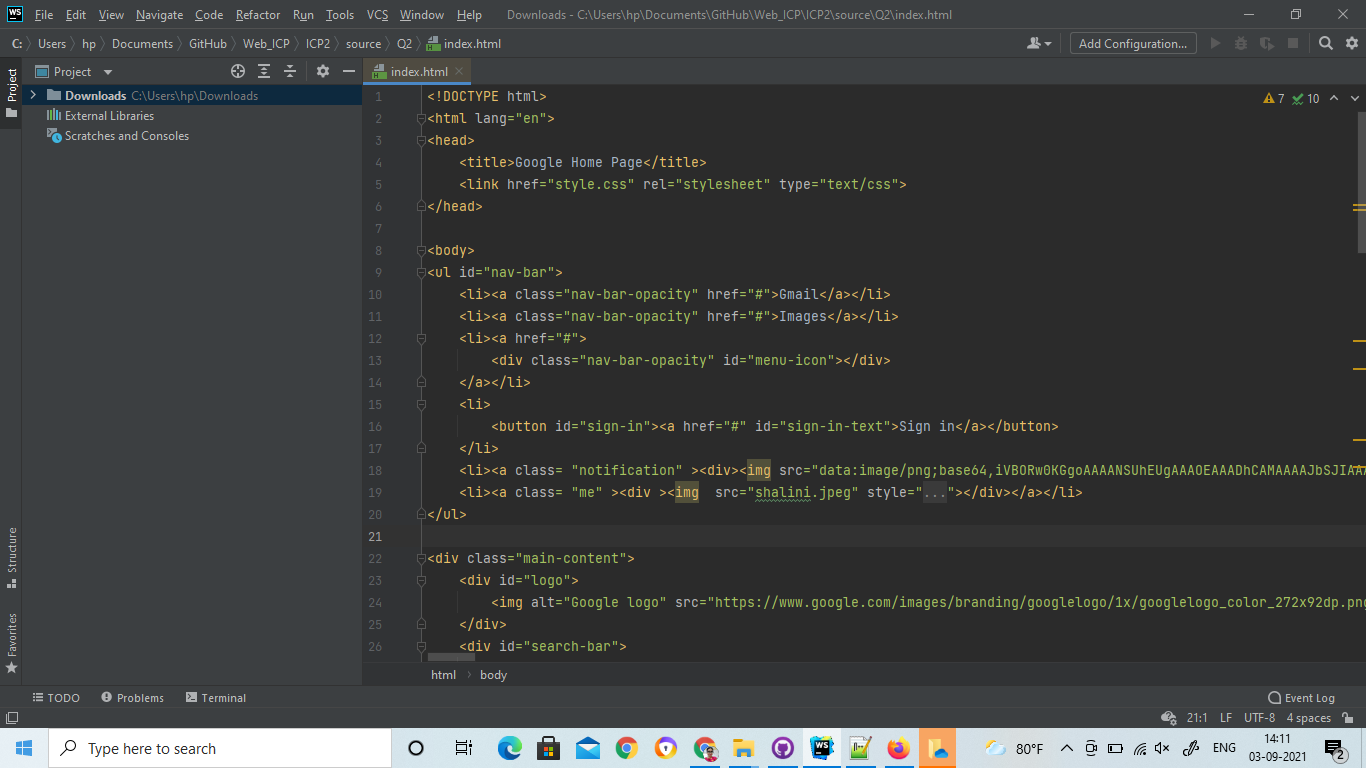 WS File Edit View Navigate Code Refactor Run Tools VCS Window Help Downloads - C:\Users\hp\Documents\GitHub\Web_ICP\ICP2\source\Q2\index.html
C: Users hp Documents GitHub Web_ICP ICP2 source Q2 index.html Add Configuration...
Project Project index.html
Downloads C:\Users\hp\Downloads
External Libraries
Scratches and Consoles
7 10
1 <!DOCTYPE html>
2 <html lang="en">
3 <head>
4 <title>Google Home Page</title>
5 <link href="style.css" rel="stylesheet" type="text/css">
6 </head>
7
8 <body>
9 <ul id="nav-bar">
10 <li><a class="nav-bar-opacity" href="#">Gmail</a></li>
11 <li><a class="nav-bar-opacity" href="#">Images</a></li>
12 <li><a href="#">
13 <div class="nav-bar-opacity" id="menu-icon"></div>
14 </a></li>
15 <li>
16 <button id="sign-in"><a href="#" id="sign-in-text">Sign in</a></button>
17 </li>
18 <li><a class= "notification" ><div><img src="data:image/png;base64,iVBORw0KGgoAAAANSUhEUgAAAOEAAADhCAMAAAAJbSJIAAA
19 <li><a class= "me" ><div ><img  src="shalini.jpeg" style="..."></div></a></li>
20 </ul>
21
22 <div class="main-content">
23 <div id="logo">
24 <img alt="Google logo" src="https://www.google.com/images/branding/googlelogo/1x/googlelogo_color_272x92dp.png
25 </div>
26 <div id="search-bar">
Structure
Favorites
html body
TODO Problems Terminal Event Log
21:1 LF UTF-8 4 spaces
Type here to search WS 80°F ENG 14:11
03-09-2021 2